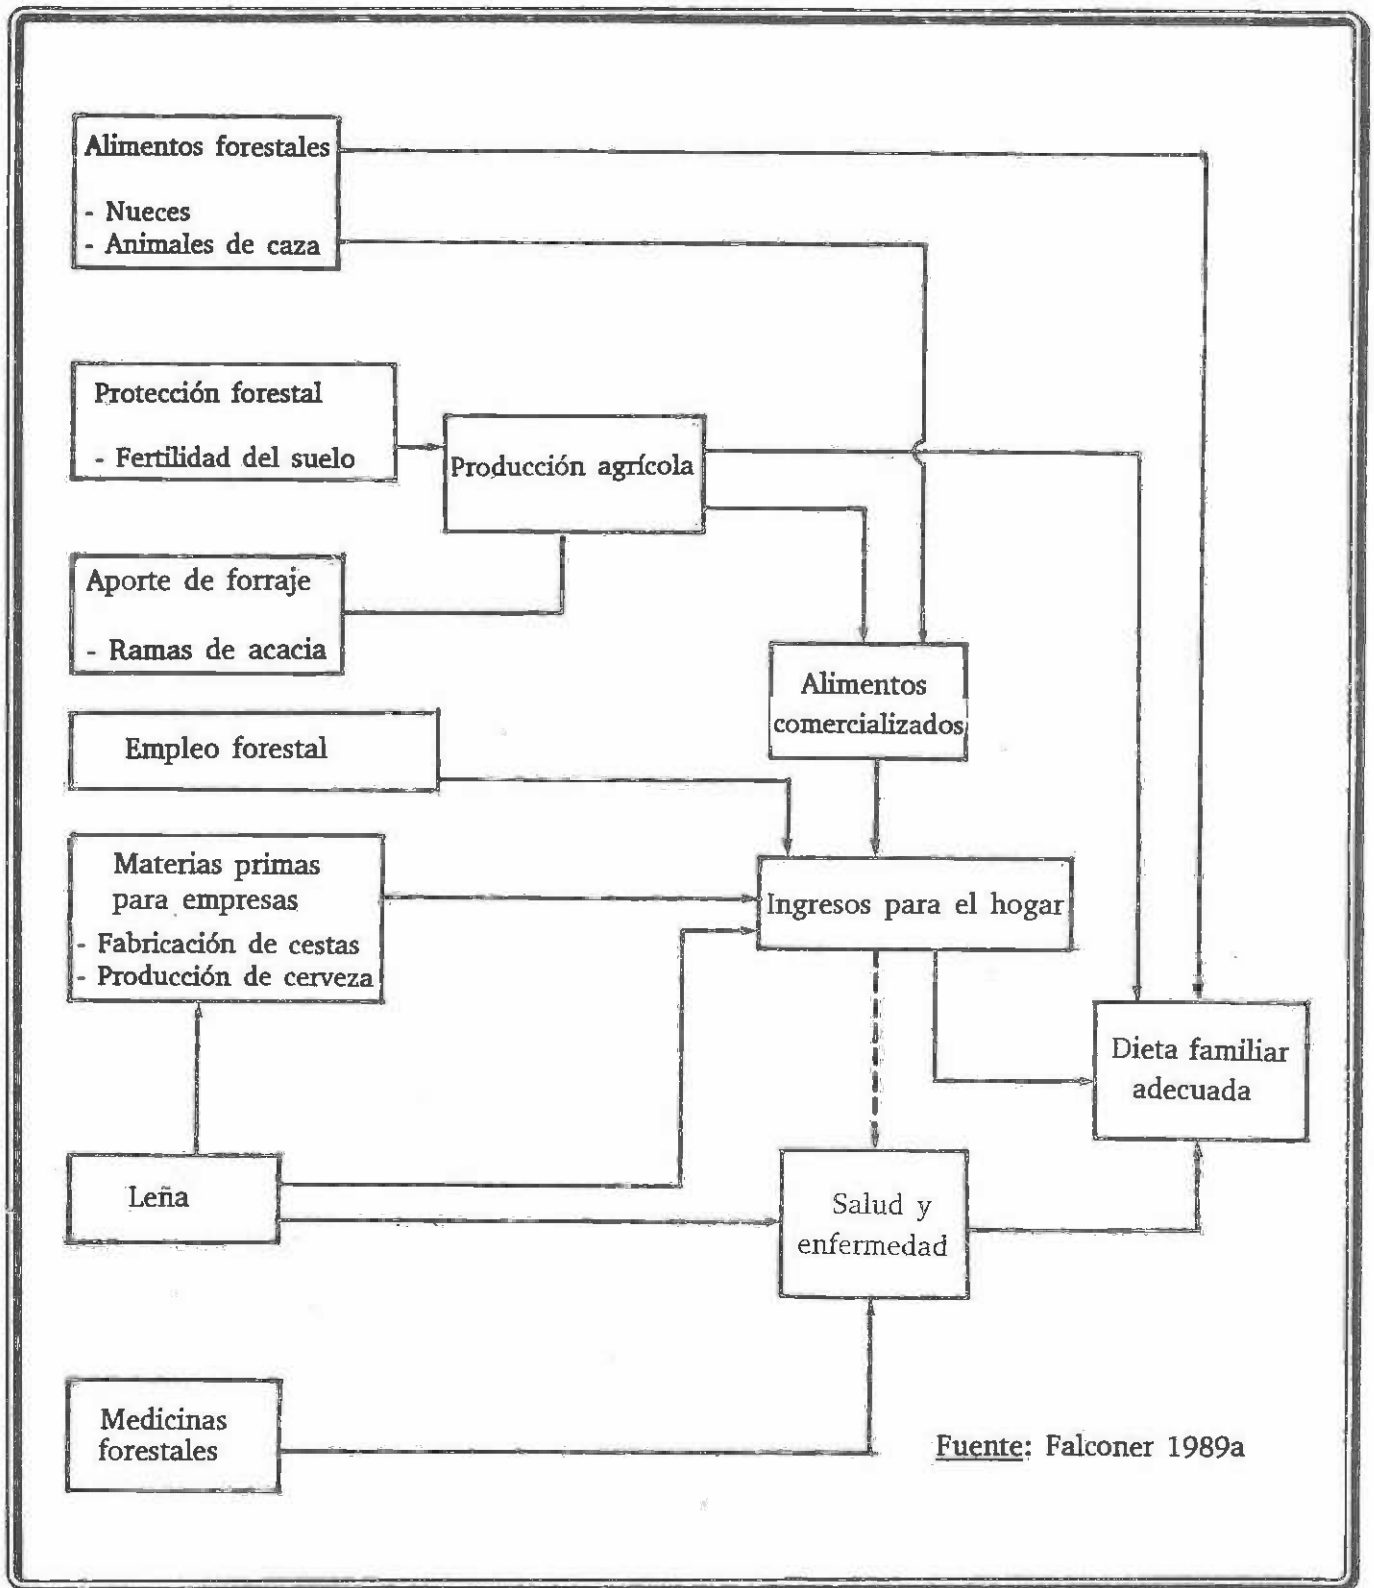 Alimentos forestales
- Nueces
- Animales de caza
Protección forestal
- Fertilidad del suelo
Producción agrícola
Aporte de forraje
- Ramas de acacia
Alimentos
comercializados
Empleo forestal
Materias primas
para empresas
- Fabricación de cestas
- Producción de cerveza
Ingresos para el hogar
Dieta familiar
adecuada
Leña
Salud y
enfermedad
Medicinas
forestales
Fuente: Falconer 1989a